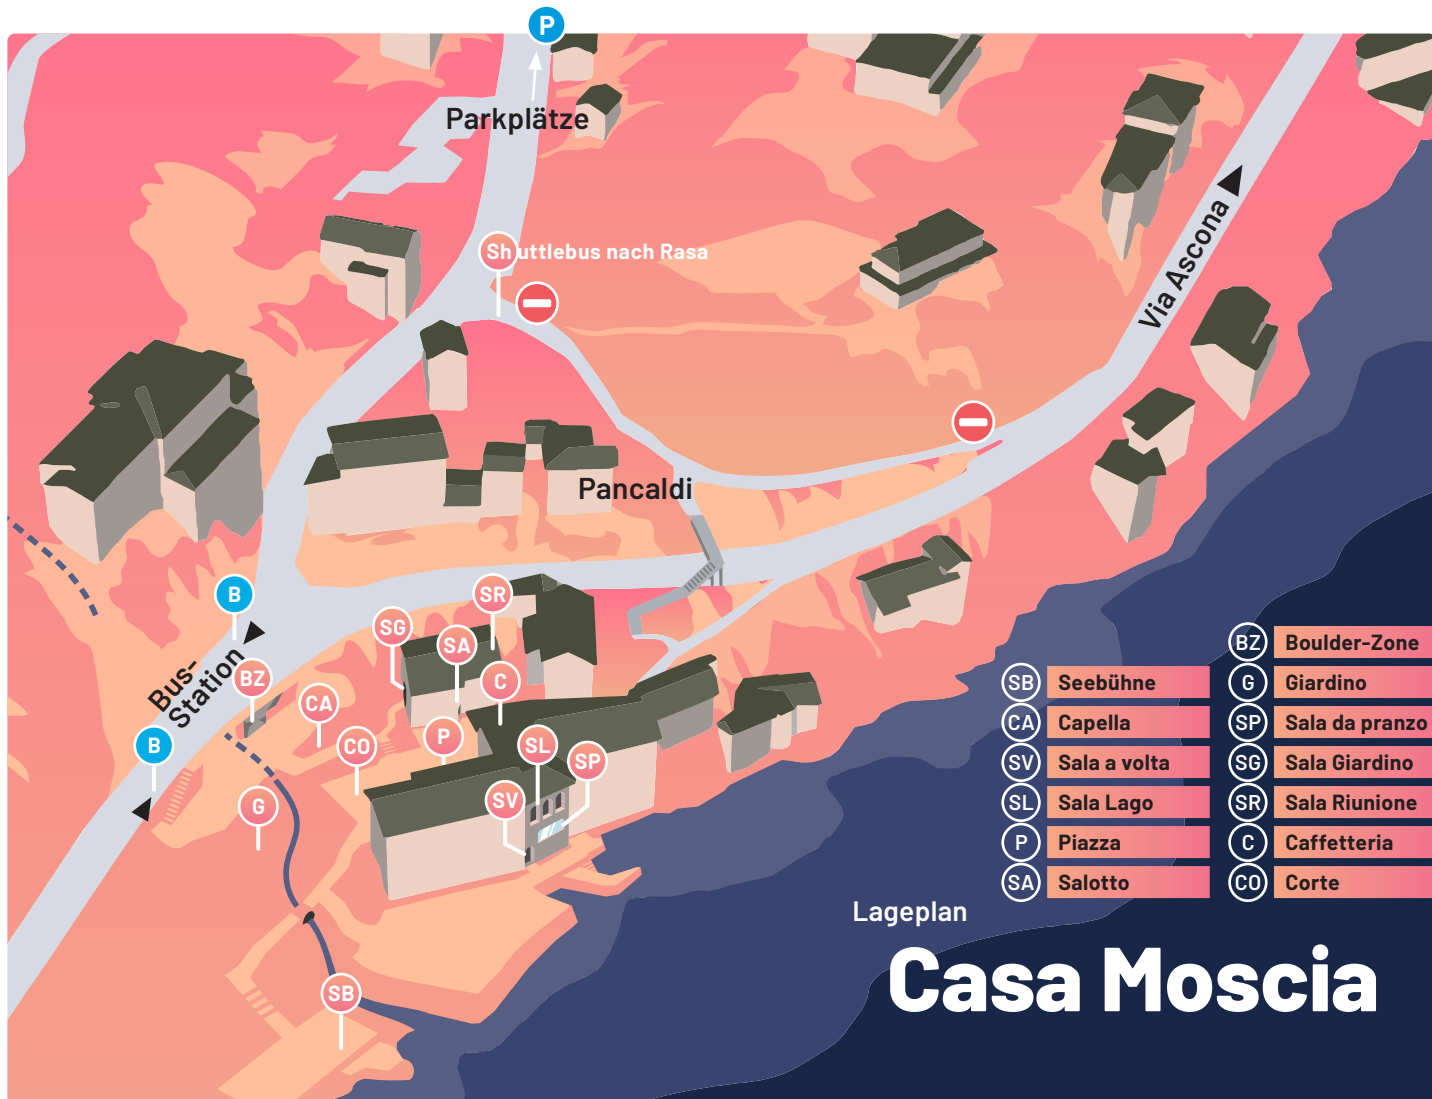 P
Parkplätze
Shuttlebus nach Rasa
Via Ascona
Pancaldi
B
SR
SG
SA
Bus-
Station
BZ
C
CA
CO
P
SL
B
SP
SV
G
SB
BZ Boulder-Zone
SB Seebühne
G Giardino
CA Capella
SP Sala da pranzo
SV Sala a volta
SG Sala Giardino
SL Sala Lago
SR Sala Riunione
P Piazza
C Caffetteria
SA Salotto
CO Corte
Lageplan
Casa Moscia